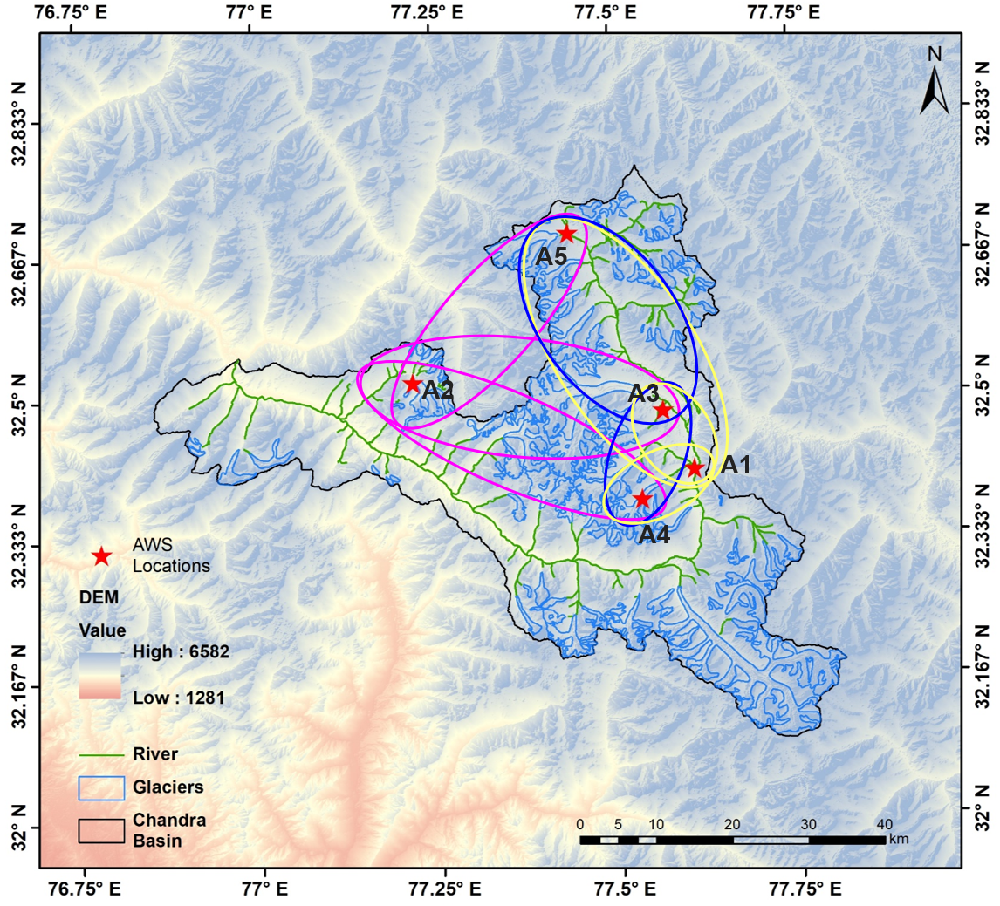 76.75° E
77° E
77.25° E
77.5° E
77.75° E
N
32.833° N
32.667° N
32.5° N
32.333° N
32.167° N
32° N
32.833° N
32.667° N
32.5° N
32.333° N
32.167° N
32° N
A5
A2
A3
A1
A4
AWS
Locations
DEM
Value
High : 6582
Low : 1281
River
Glaciers
Chandra
Basin
0 5 10 20 30 40
km
76.75° E
77° E
77.25° E
77.5° E
77.75° E